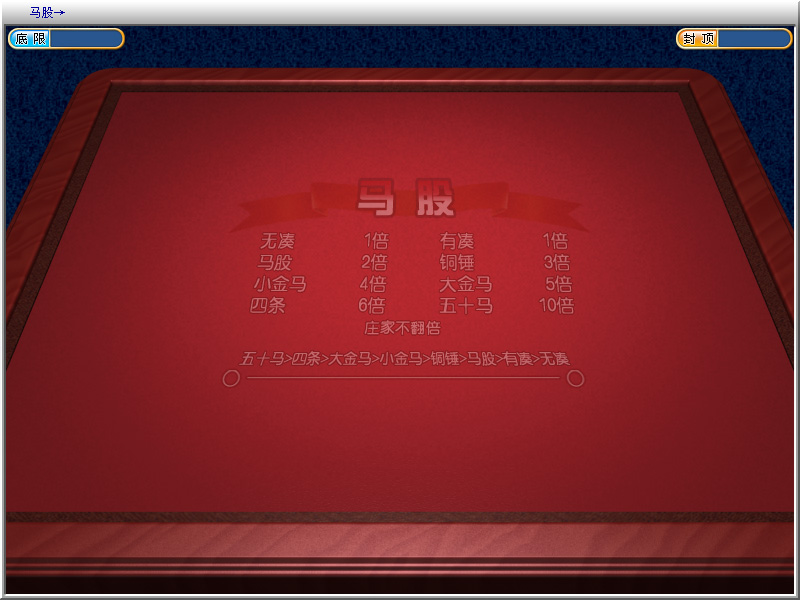 马股→
底 限
封 顶
马 股
无凑 1倍 有凑 1倍
马股 2倍 铜锤 3倍
小金马 4倍 大金马 5倍
四条 6倍 五十马 10倍
庄家不翻倍
五十马>四条>大金马>小金马>铜锤>马股>有凑>无凑